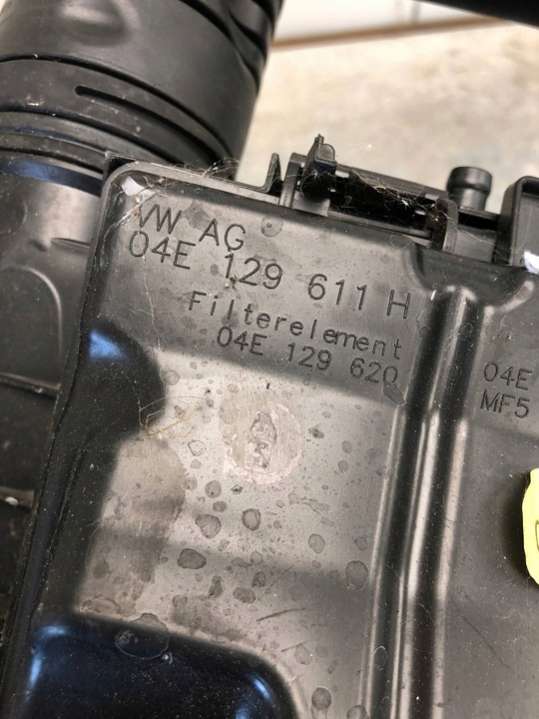 VW AG
04E 129 611 H
Filterelement
04E 129 620
04E
MF5